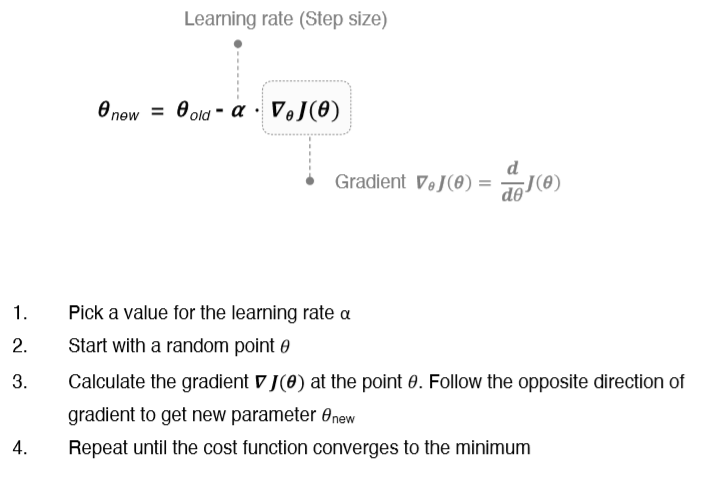 Learning rate (Step size)
θnew = θold - α · ∇θJ(θ)
Gradient ∇θJ(θ) = d/dθ J(θ)
1. Pick a value for the learning rate α
2. Start with a random point θ
3. Calculate the gradient ∇ J(θ) at the point θ. Follow the opposite direction of
gradient to get new parameter θnew
4. Repeat until the cost function converges to the minimum